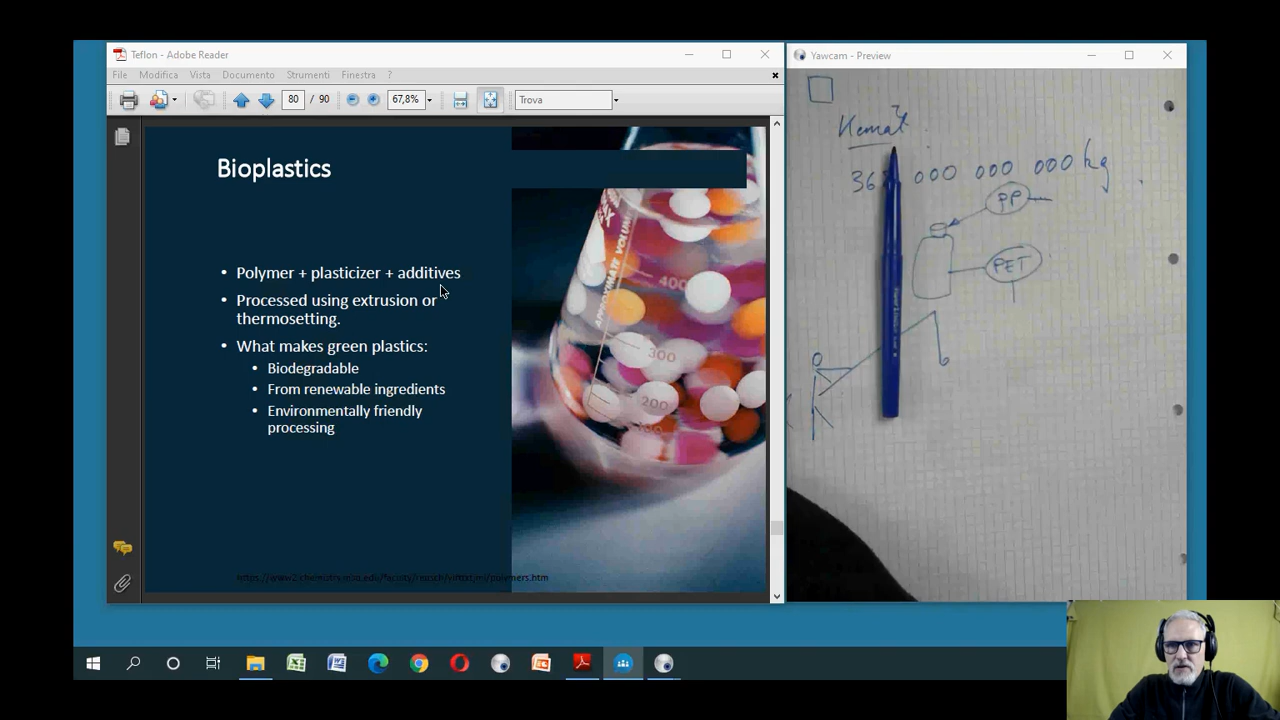 Teflon - Adobe Reader
File Modifica Vista Documento Strumenti Finestra ?
80 / 90 67,8% Trova
Bioplastics
• Polymer + plasticizer + additives
• Processed using extrusion or
thermosetting.
• What makes green plastics:
• Biodegradable
• From renewable ingredients
• Environmentally friendly
processing
APPROXIMATE VOLUME
400
300
200
Yawcam - Preview
000 000 000 kg
PP
PET